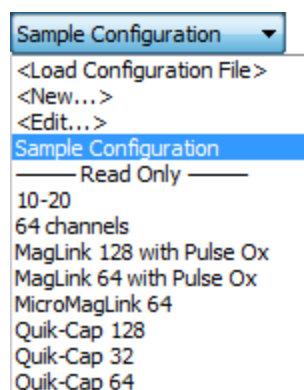 Sample Configuration
<Load Configuration File>
<New...>
<Edit...>
Sample Configuration
Read Only
10-20
64 channels
MagLink 128 with Pulse Ox
MagLink 64 with Pulse Ox
MicroMagLink 64
Quik-Cap 128
Quik-Cap 32
Quik-Cap 64